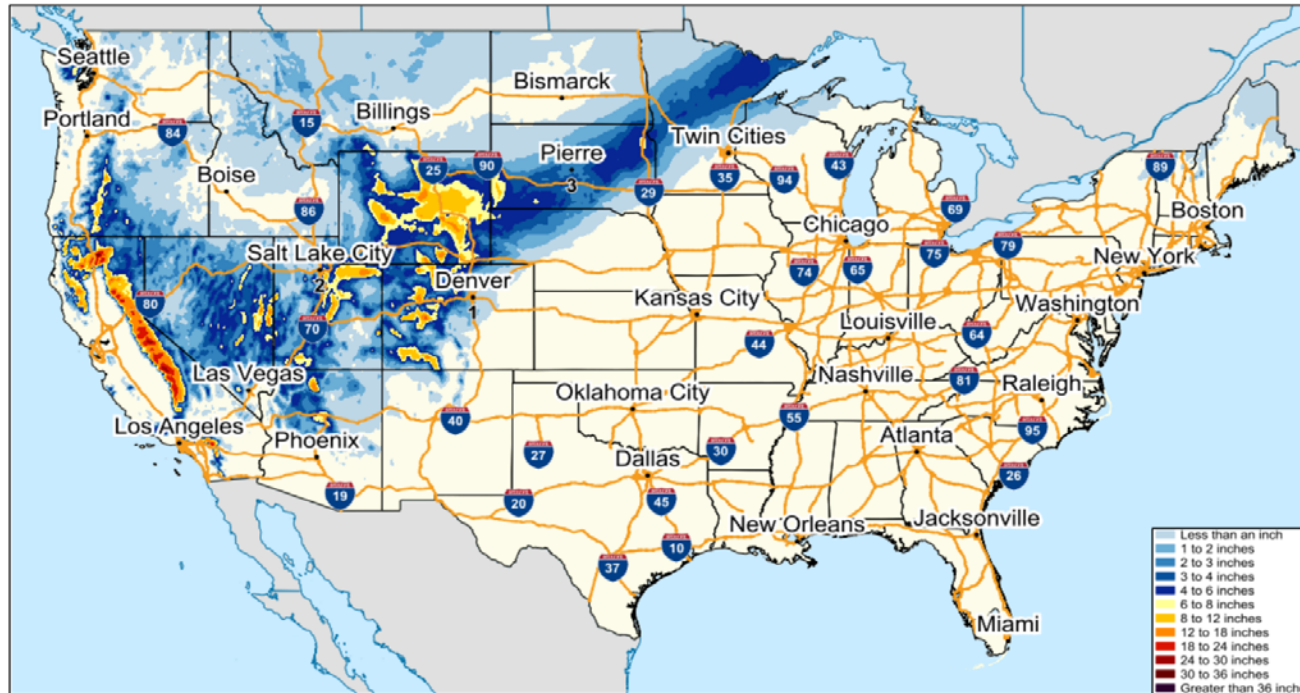 Seattle
Bismarck
Portland
84
15
Billings
Twin Cities
Boise
25
90
Pierre
3
29
35
94
43
89
86
69
Boston
Salt Lake City
2
Chicago
75
79
New York
80
Denver
1
74
65
70
Kansas City
Washington
Las Vegas
44
Louisville
64
Nashville
81
Raleigh
Los Angeles
Phoenix
40
Oklahoma City
55
95
27
Dallas
30
Atlanta
26
19
20
45
New Orleans
Jacksonville
10
37
Miami
Less than an inch
1 to 2 inches
2 to 3 inches
3 to 4 inches
4 to 6 inches
6 to 8 inches
8 to 12 inches
12 to 18 inches
18 to 24 inches
24 to 30 inches
30 to 36 inches
Greater than 36 inch